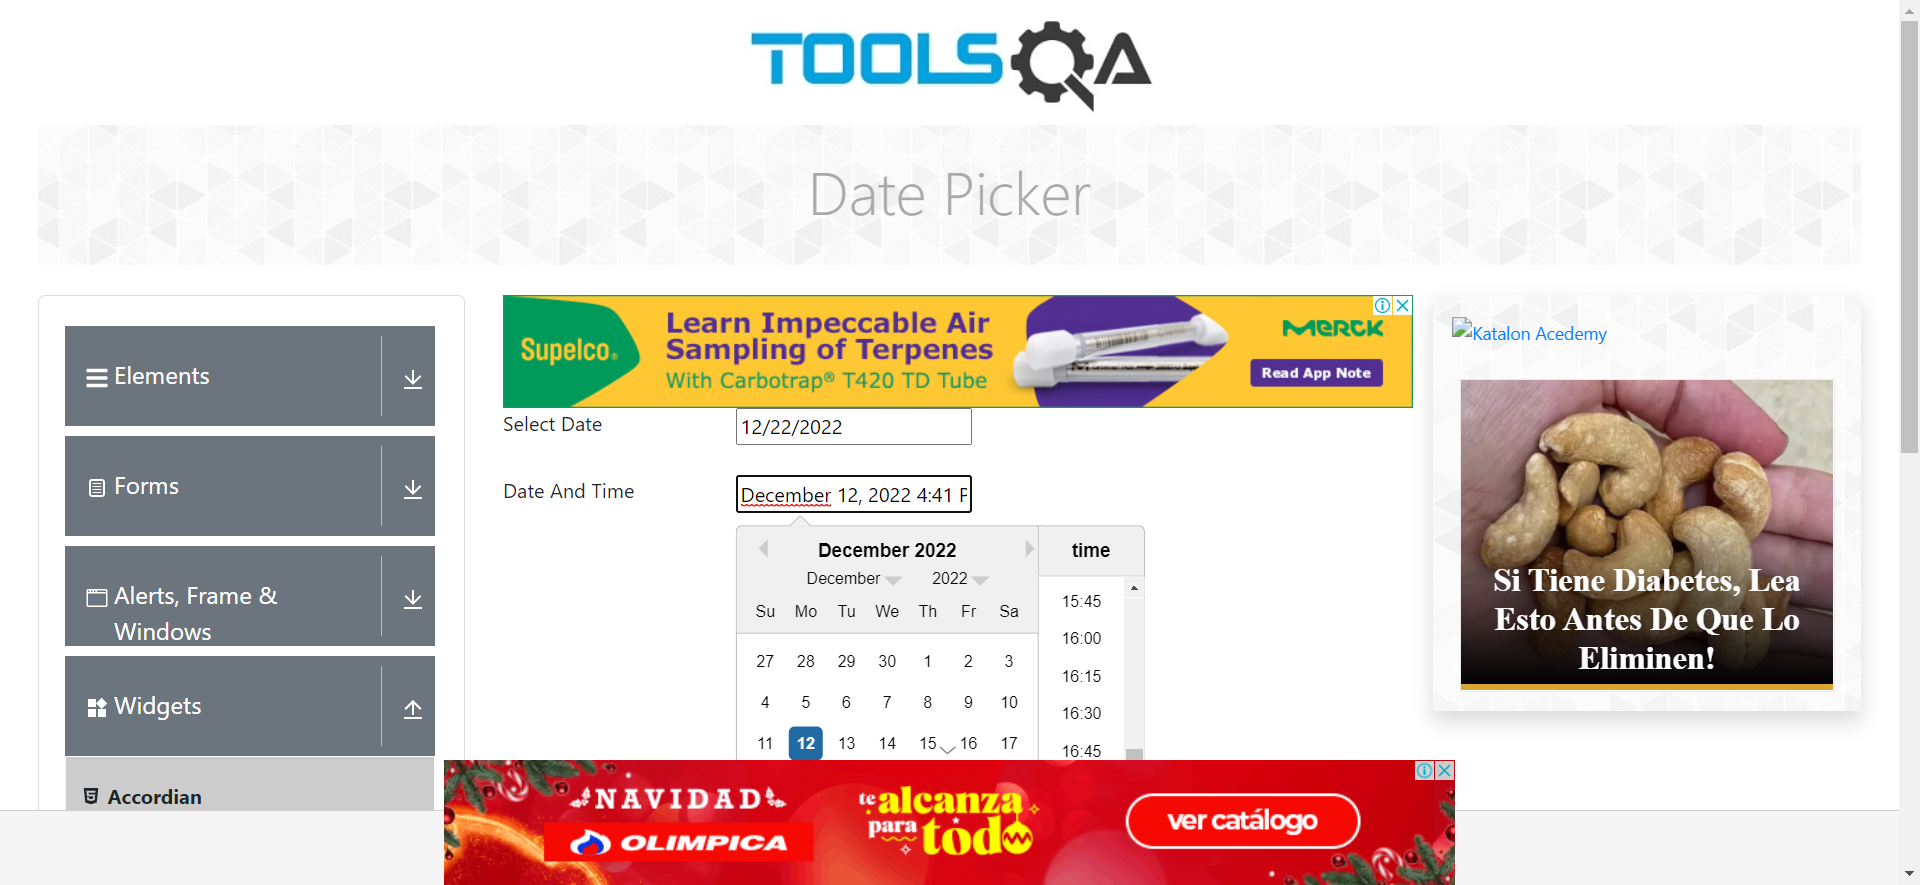 TOOLSQA
Date Picker
Elements
Forms
Alerts, Frame &
Windows
Widgets
Accordian
Supelco®
Learn Impeccable Air
Sampling of Terpenes
With Carbotrap® T420 TD Tube
MERCK
Read App Note
Select Date
12/22/2022
Date And Time
December 12, 2022 4:41 P
December 2022
December
2022
Su Mo Tu We Th Fr Sa
27 28 29 30 1 2 3
4 5 6 7 8 9 10
11 12 13 14 15 16 17
time
15:45
16:00
16:15
16:30
16:45
Katalon Acedemy
Si Tiene Diabetes, Lea
Esto Antes De Que Lo
Eliminen!
NAVIDAD
OLIMPICA
te
alcanza
para
todo
ver catálogo